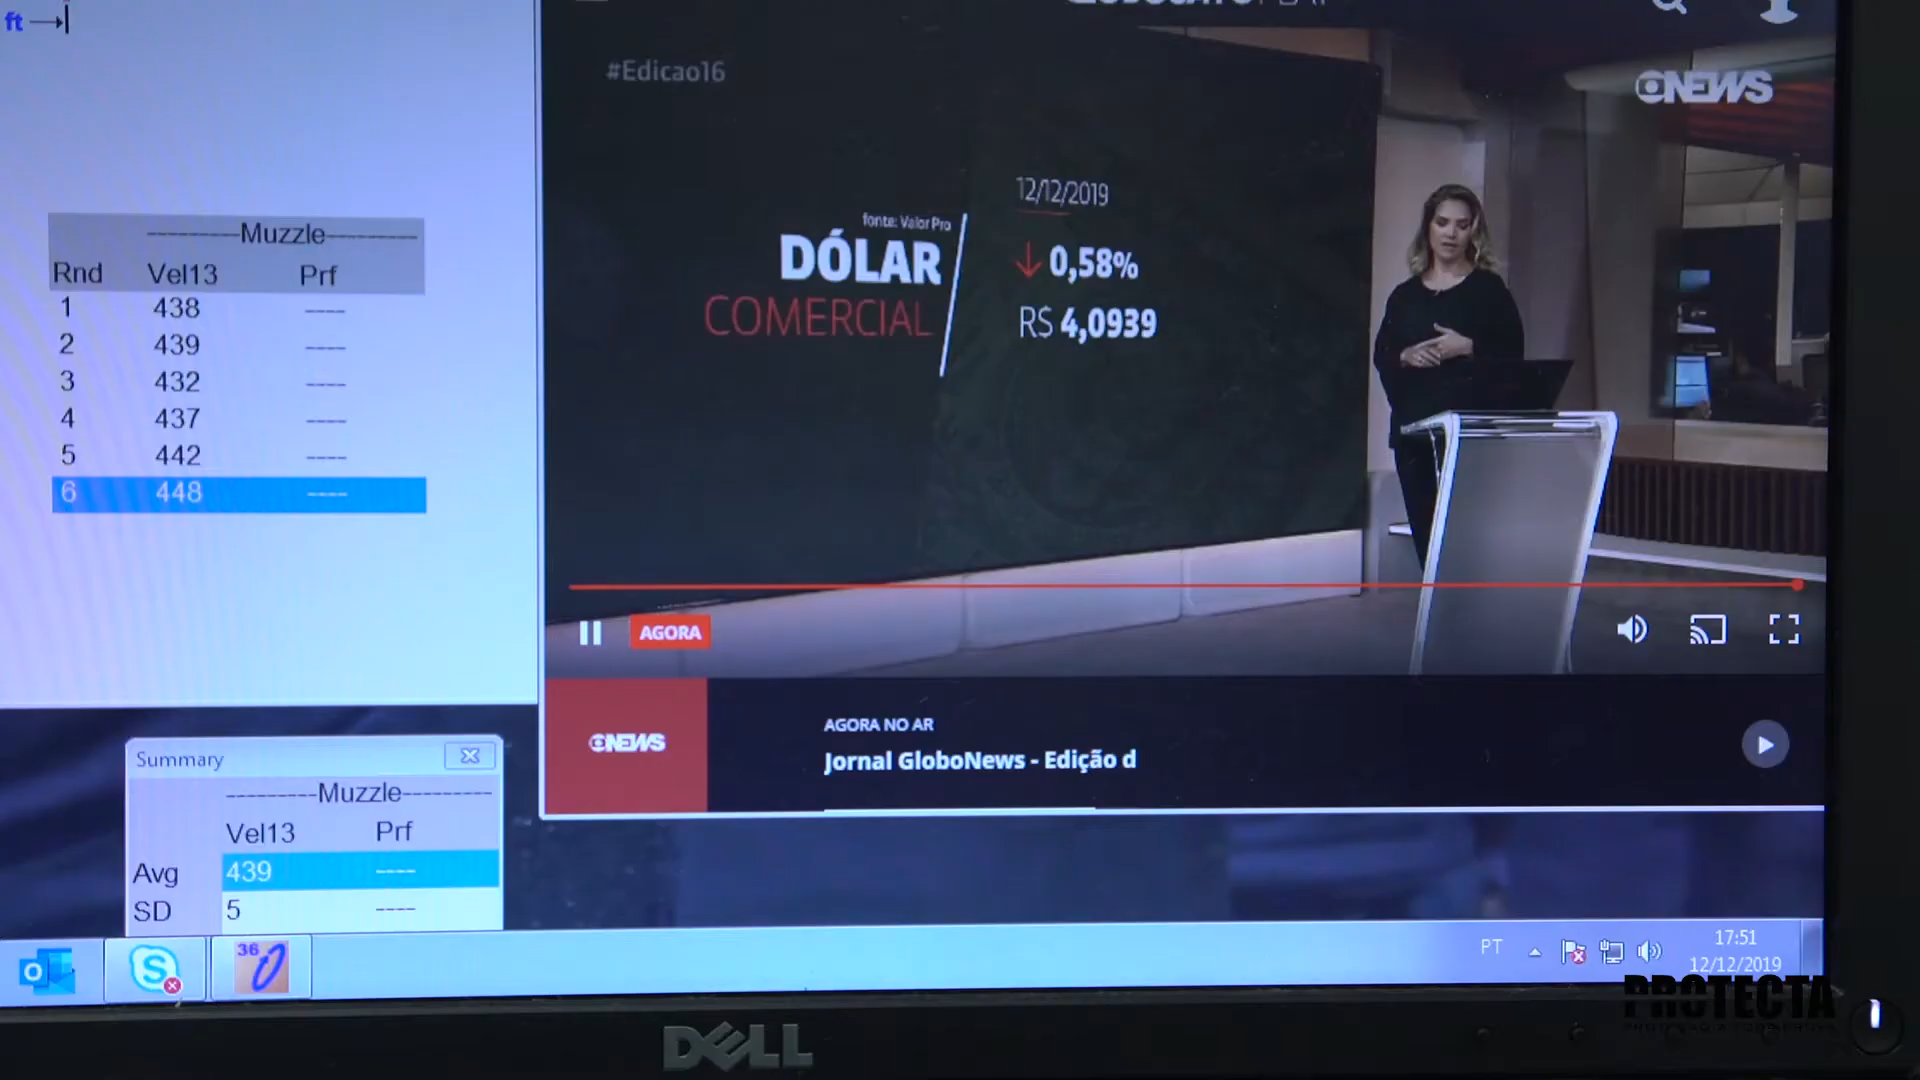 ft
Muzzle
Rnd Vel13 Prf
1 438 ----
2 439 ----
3 432 ----
4 437 ----
5 442 ----
6 448 ----
Summary
Muzzle
Vel13 Prf
Avg 439 ----
SD 5 ----
#Edicao16
NEWS
12/12/2019
fonte: Valor Pro
DÓLAR
COMERCIAL
0,58%
R$ 4,0939
AGORA
NEWS
AGORA NO AR
Jornal GloboNews - Edição d
36
PT
17:51
12/12/2019
PROTECTA
DELL